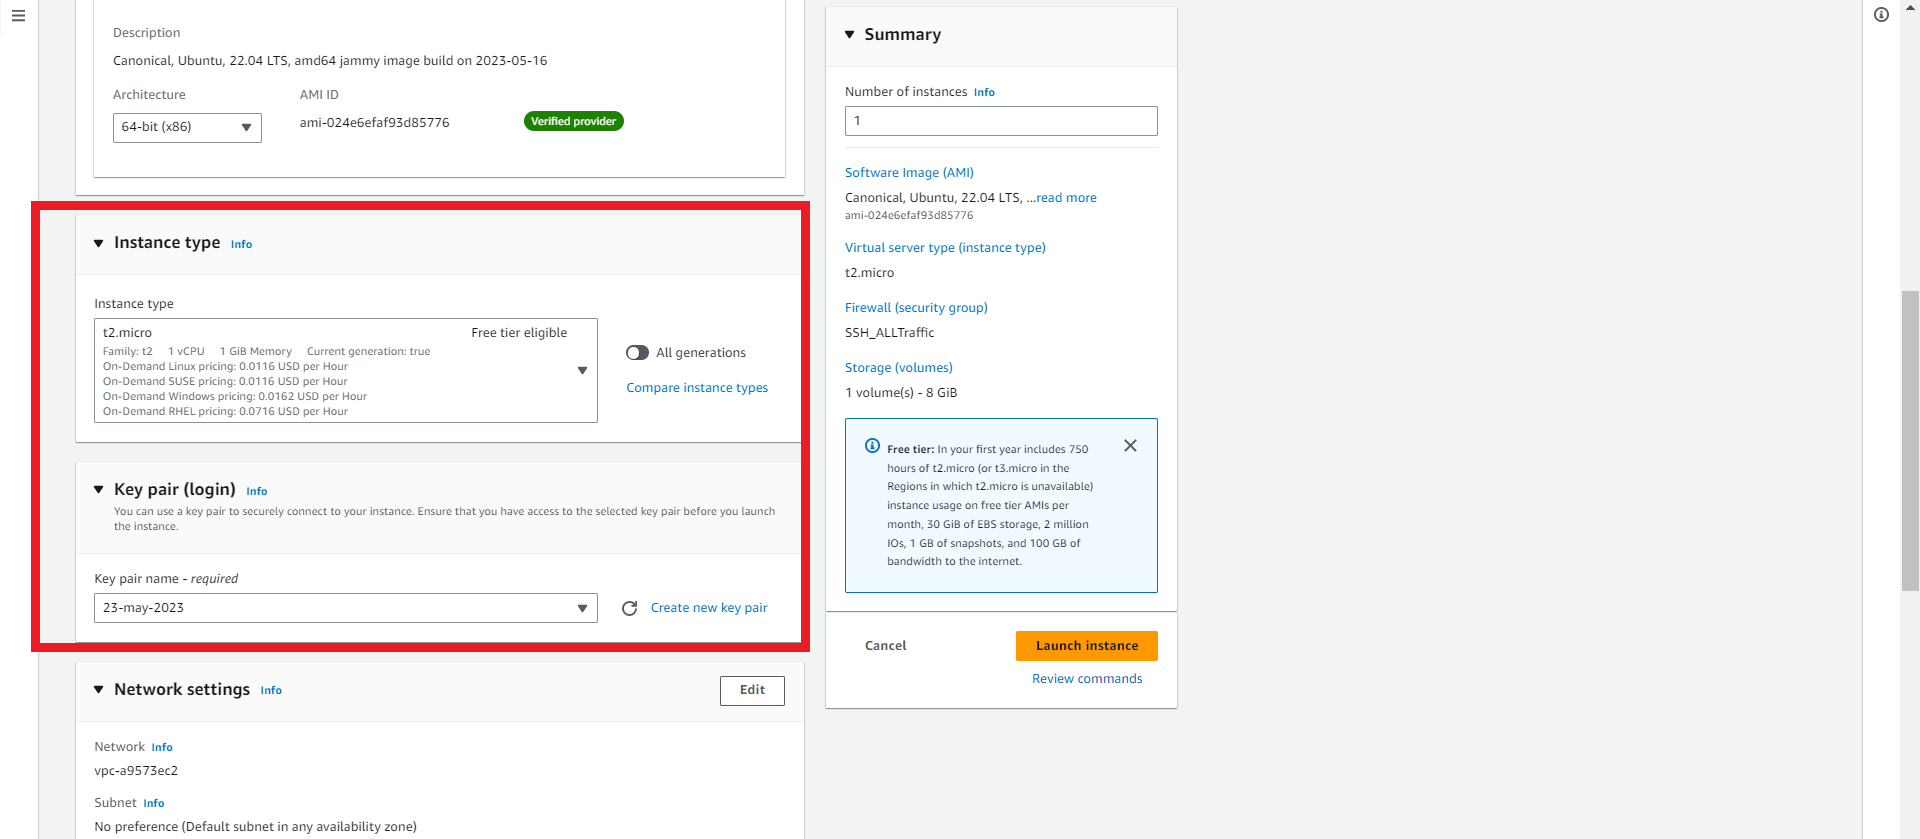 Description
Canonical, Ubuntu, 22.04 LTS, amd64 jammy image build on 2023-05-16
Architecture
AMI ID
64-bit (x86)
ami-024e6efaf93d85776
Verified provider
Instance type Info
Instance type
t2.micro
Free tier eligible
Family: t2 1 vCPU 1 GiB Memory Current generation: true
On-Demand Linux pricing: 0.0116 USD per Hour
On-Demand SUSE pricing: 0.0116 USD per Hour
On-Demand Windows pricing: 0.0162 USD per Hour
On-Demand RHEL pricing: 0.0716 USD per Hour
All generations
Compare instance types
Key pair (login) Info
You can use a key pair to securely connect to your instance. Ensure that you have access to the selected key pair before you launch
the instance.
Key pair name - required
23-may-2023
Create new key pair
Network settings Info
Edit
Network Info
vpc-a9573ec2
Subnet Info
No preference (Default subnet in any availability zone)
Summary
Number of instances Info
1
Software Image (AMI)
Canonical, Ubuntu, 22.04 LTS, ...read more
ami-024e6efaf93d85776
Virtual server type (instance type)
t2.micro
Firewall (security group)
SSH_ALLTraffic
Storage (volumes)
1 volume(s) - 8 GiB
Free tier: In your first year includes 750
hours of t2.micro (or t3.micro in the
Regions in which t2.micro is unavailable)
instance usage on free tier AMIs per
month, 30 GiB of EBS storage, 2 million
IOs, 1 GB of snapshots, and 100 GB of
bandwidth to the internet.
Cancel
Launch instance
Review commands